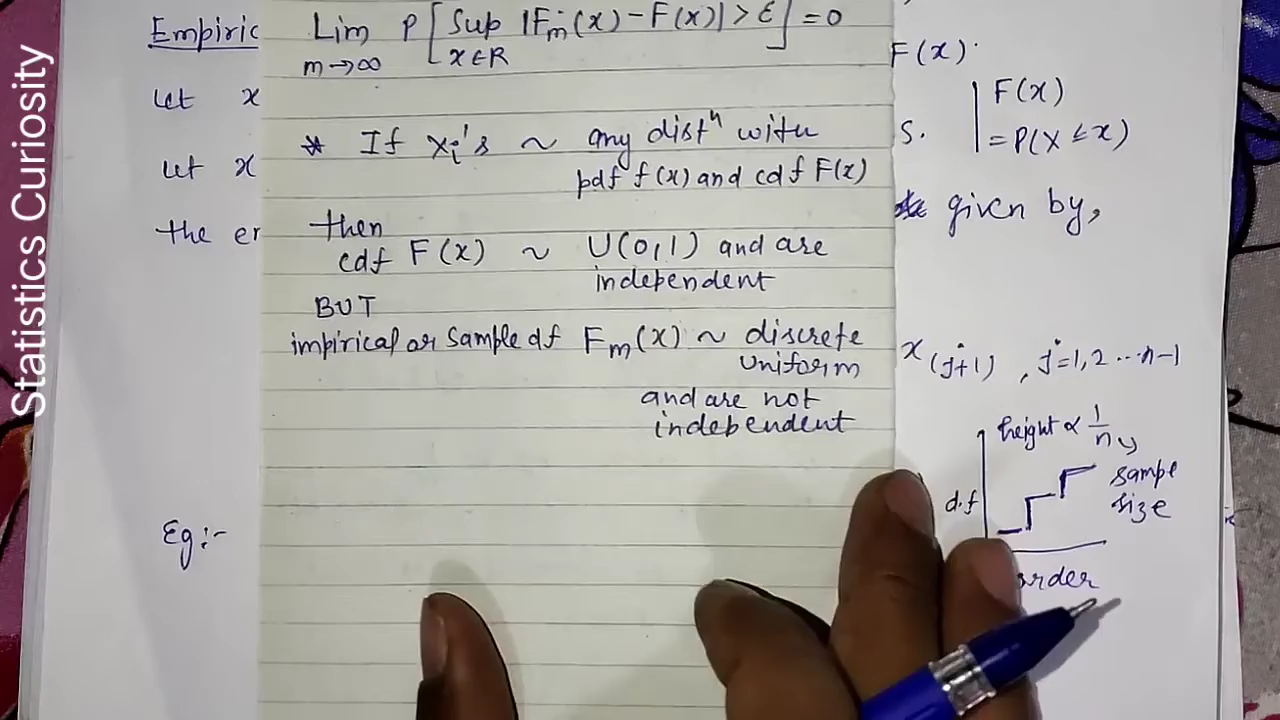 Statistics Curiosity
Empiric
Let x
Let x
the er
Eg:-
Lim P[Sup |Fm(x)-F(x)|>ε]=0
m→∞ x∈R
* If xi's ~ any distⁿ with
pdf f(x) and cdf F(x)
then
cdf F(x) ~ U(0,1) and are
independent
BUT
impirical or Sample df Fm(x) ~ discrete
uniform
and are not
independent
F(x).
S.
F(x)
=P(X≤x)
given by,
x(j+1) , j=1,2...n-1
height ∝ 1/n
sampe
size
d.f
order